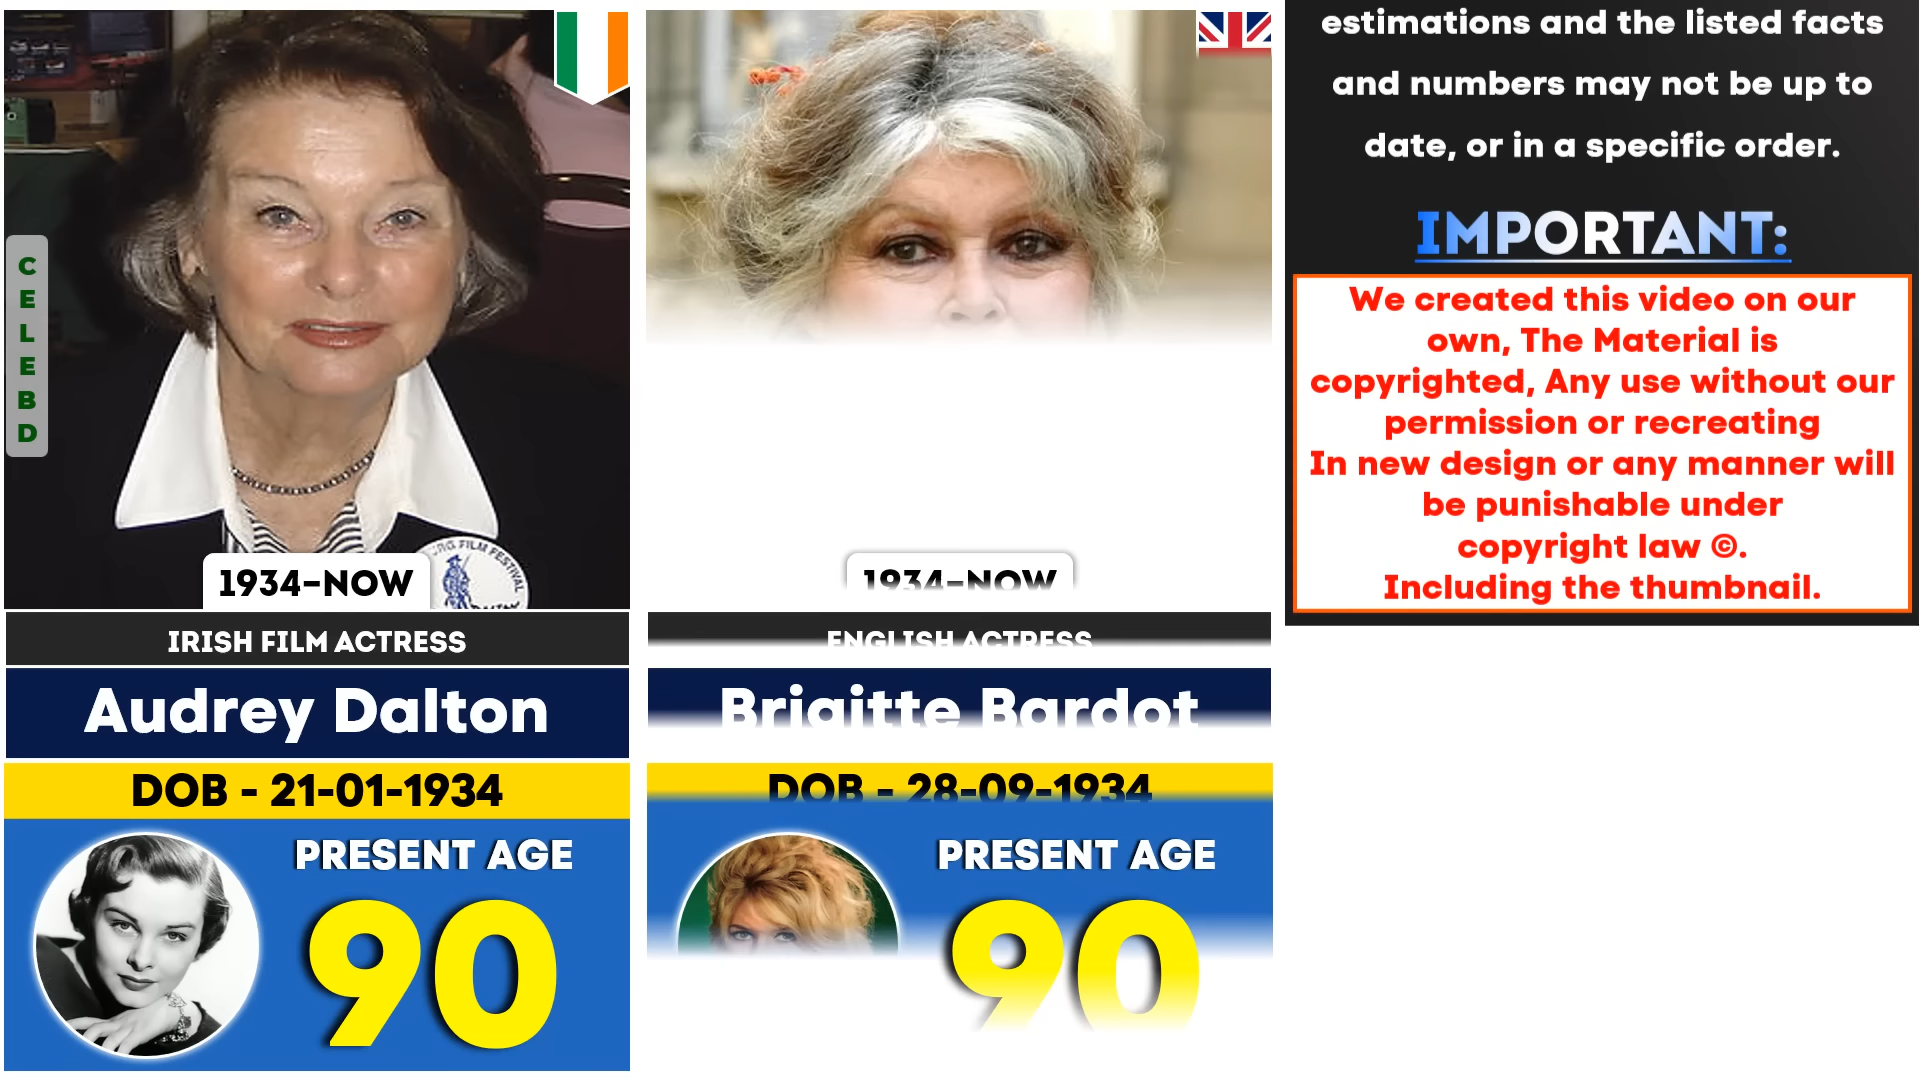 C
E
L
E
B
D
1934-NOW
IRISH FILM ACTRESS
Audrey Dalton
DOB - 21-01-1934
PRESENT AGE
90
1934-NOW
ENGLISH ACTRESS
Brigitte Bardot
DOB - 28-09-1934
PRESENT AGE
90
estimations and the listed facts
and numbers may not be up to
date, or in a specific order.
IMPORTANT:
We created this video on our
own, The Material is
copyrighted, Any use without our
permission or recreating
In new design or any manner will
be punishable under
copyright law ©.
Including the thumbnail.